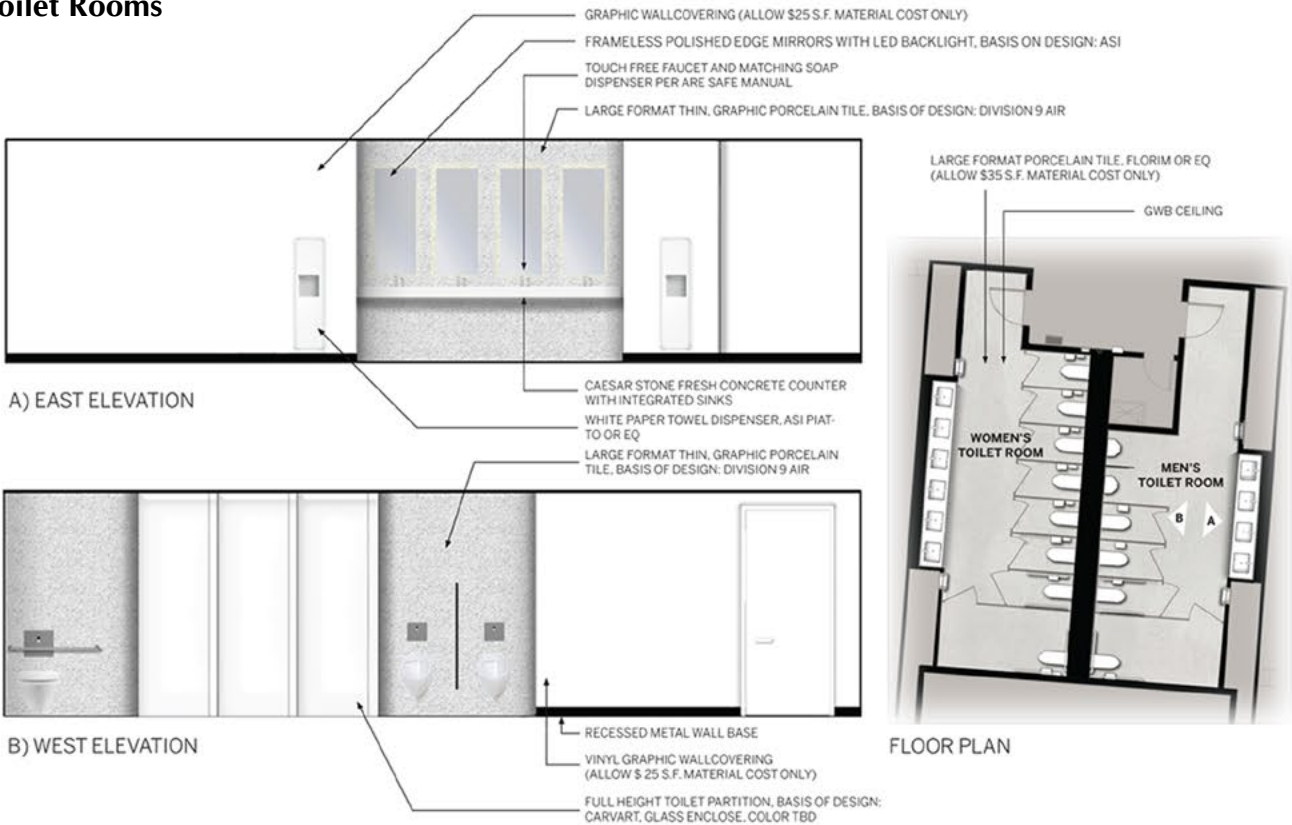 oilet Rooms
GRAPHIC WALLCOVERING (ALLOW $25 S.F. MATERIAL COST ONLY)
FRAMELESS POLISHED EDGE MIRRORS WITH LED BACKLIGHT, BASIS ON DESIGN: ASI
TOUCH FREE FAUCET AND MATCHING SOAP
DISPENSER PER ARE SAFE MANUAL
LARGE FORMAT THIN, GRAPHIC PORCELAIN TILE, BASIS OF DESIGN: DIVISION 9 AIR
A) EAST ELEVATION
CAESAR STONE FRESH CONCRETE COUNTER
WITH INTEGRATED SINKS
WHITE PAPER TOWEL DISPENSER, ASI PIAT-
TO OR EQ
LARGE FORMAT THIN, GRAPHIC PORCELAIN
TILE, BASIS OF DESIGN: DIVISION 9 AIR
B) WEST ELEVATION
RECESSED METAL WALL BASE
VINYL GRAPHIC WALLCOVERING
(ALLOW $ 25 S.F. MATERIAL COST ONLY)
FULL HEIGHT TOILET PARTITION, BASIS OF DESIGN:
CARVART, GLASS ENCLOSE, COLOR TBD
LARGE FORMAT PORCELAIN TILE, FLORIM OR EQ
(ALLOW $35 S.F. MATERIAL COST ONLY)
GWB CEILING
WOMEN'S
TOILET ROOM
MEN'S
TOILET ROOM
B A
FLOOR PLAN